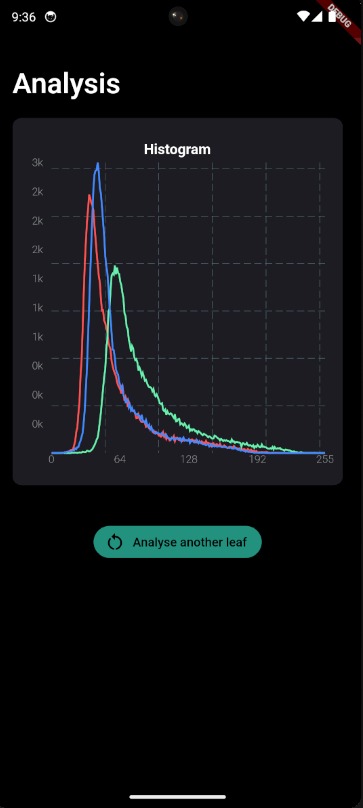 9:36
DEBUG
Analysis
Histogram
3k
2k
2k
2k
1k
1k
1k
0k
0k
0k
0 64 128 192 255
Analyse another leaf